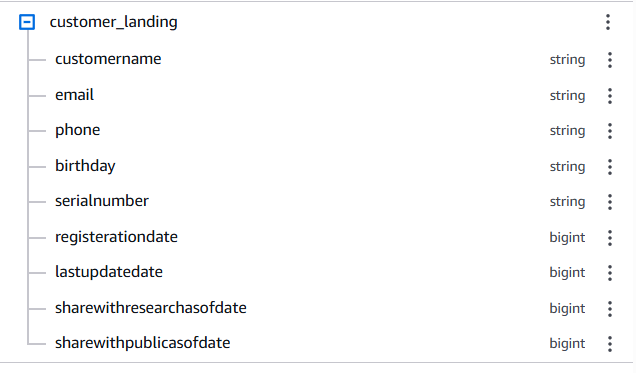 customer_landing
customername string
email string
phone string
birthday string
serialnumber string
registerationdate bigint
lastupdatedate bigint
sharewithresearchasofdate bigint
sharewithpublicasofdate bigint